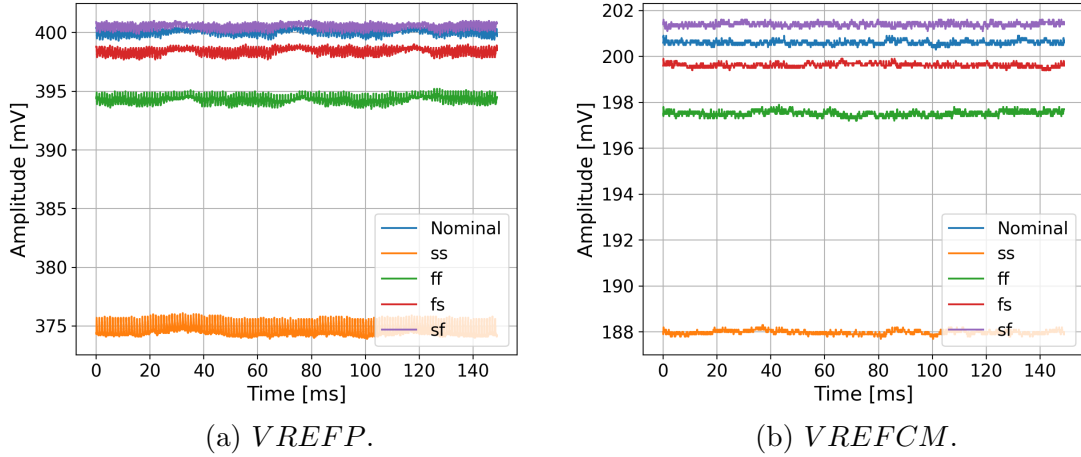 400
395
390
385
380
375
Amplitude [mV]
0 20 40 60 80 100 120 140
Time [ms]
Nominal
ss
ff
fs
sf
(a) VREFP.
202
200
198
196
194
192
190
188
Amplitude [mV]
0 20 40 60 80 100 120 140
Time [ms]
Nominal
ss
ff
fs
sf
(b) VREFCM.